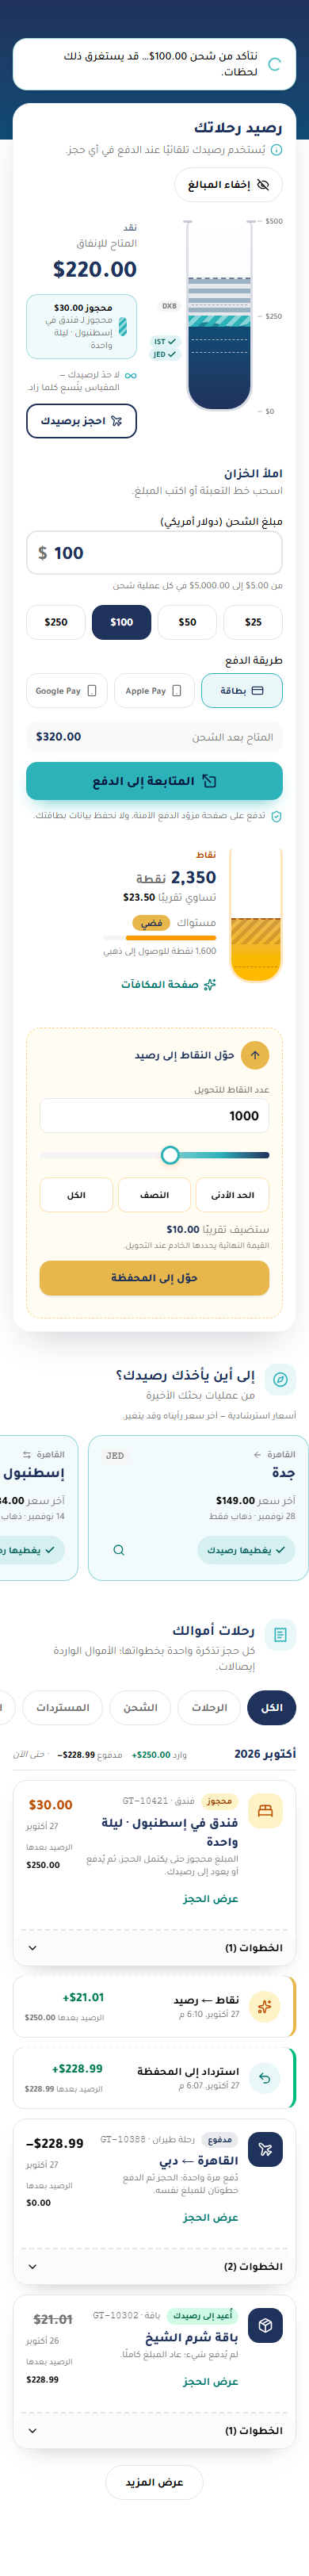 نتأكد من شحن $100.00… قد يستغرق ذلك
لحظات.
رصيد رحلاتك
يُستخدم رصيدك تلقائيًا عند الدفع في أي حجز.
إخفاء المبالغ
نقد
المتاح للإنفاق
$220.00
محجوز $30.00
محجوز لـ فندق في
إسطنبول · ليلة
واحدة
لا حدّ لرصيدك –
المقياس يتّسع كلما زاد.
احجز برصيدك
$500
$250
$0
DXB
IST
JED
املأ الخزان
اسحب خط التعبئة أو اكتب المبلغ.
مبلغ الشحن (دولار أمريكي)
$ 100
من $5.00 إلى $5,000.00 في كل عملية شحن
$25
$50
$100
$250
طريقة الدفع
بطاقة
Apple Pay
Google Pay
المتاح بعد الشحن
$320.00
المتابعة إلى الدفع
تدفع على صفحة مزوّد الدفع الآمنة، ولا نحفظ بيانات بطاقتك.
نقاط
2,350 نقطة
تساوي تقريبًا $23.50
مستواك
فضي
1,600 نقطة للوصول إلى ذهبي
صفحة المكافآت
حوّل النقاط إلى رصيد
عدد النقاط للتحويل
1000
الحد الأدنى
النصف
الكل
ستضيف تقريبًا $10.00
القيمة النهائية يحددها الخادم عند التحويل.
حوّل إلى المحفظة
إلى أين يأخذك رصيدك؟
من عمليات بحثك الأخيرة
أسعار استرشادية – آخر سعر رأيناه وقد يتغير.
القاهرة
JED
جدة
آخر سعر $149.00
28 نوفمبر · ذهاب فقط
يغطيها رصيدك
القاهرة
إسطنبول
آخر سعر
14 نوفمبر · ذهاب
يغطيها
رحلات أموالك
كل حجز تذكرة واحدة بخطواتها؛ الأموال الواردة
إيصالات.
الكل
الرحلات
الشحن
المستردات
أكتوبر 2026
وارد $250.00+
مدفوع $228.99−
· حتى الآن
محجوز
فندق · GT-10421
فندق في إسطنبول · ليلة
واحدة
المبلغ محجوز حتى يكتمل الحجز، ثم يُدفع
أو يعود إلى رصيدك.
عرض الحجز
$30.00
27 أكتوبر
الرصيد بعدها
$250.00
الخطوات (1)
نقاط ← رصيد
27 أكتوبر، 6:10 م
+$21.01
الرصيد بعدها $250.00
استرداد إلى المحفظة
27 أكتوبر، 6:07 م
+$228.99
الرصيد بعدها $228.99
مدفوع
رحلة طيران · GT-10388
القاهرة ← دبي
دُفع مرة واحدة: الحجز ثم الدفع
خطوتان للمبلغ نفسه.
عرض الحجز
−$228.99
27 أكتوبر
الرصيد بعدها
$0.00
الخطوات (2)
أُعيد إلى رصيدك
باقة · GT-10302
باقة شرم الشيخ
لم يُدفع شيء؛ عاد المبلغ كاملًا.
عرض الحجز
$21.01
26 أكتوبر
الرصيد بعدها
$228.99
الخطوات (1)
عرض المزيد